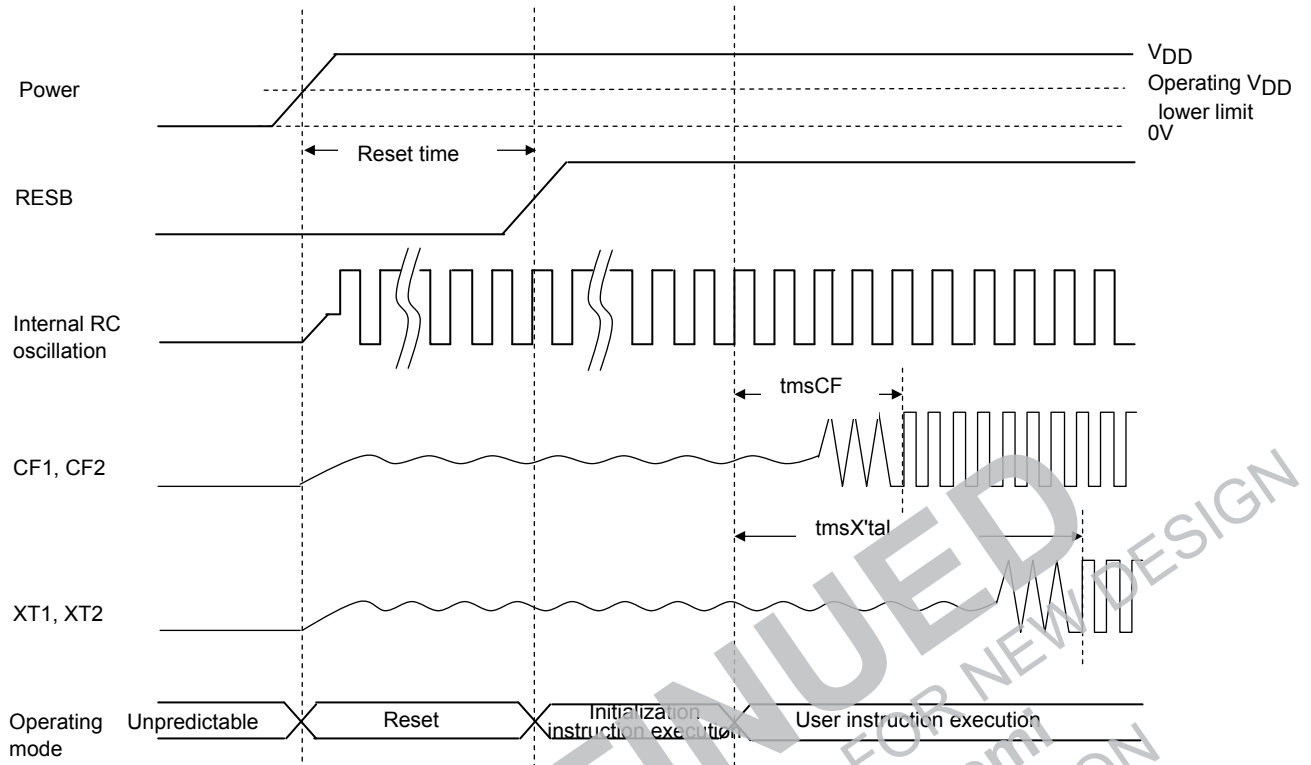 VDD
Power
Operating VDD
lower limit
0V
Reset time
RESB
Internal RC
oscillation
tmsCF
CF1, CF2
tmsX'tal
XT1, XT2
Operating
mode
Unpredictable
Reset
Initialization
instruction execution
User instruction execution
TINUED
FOR NEW DESIGN